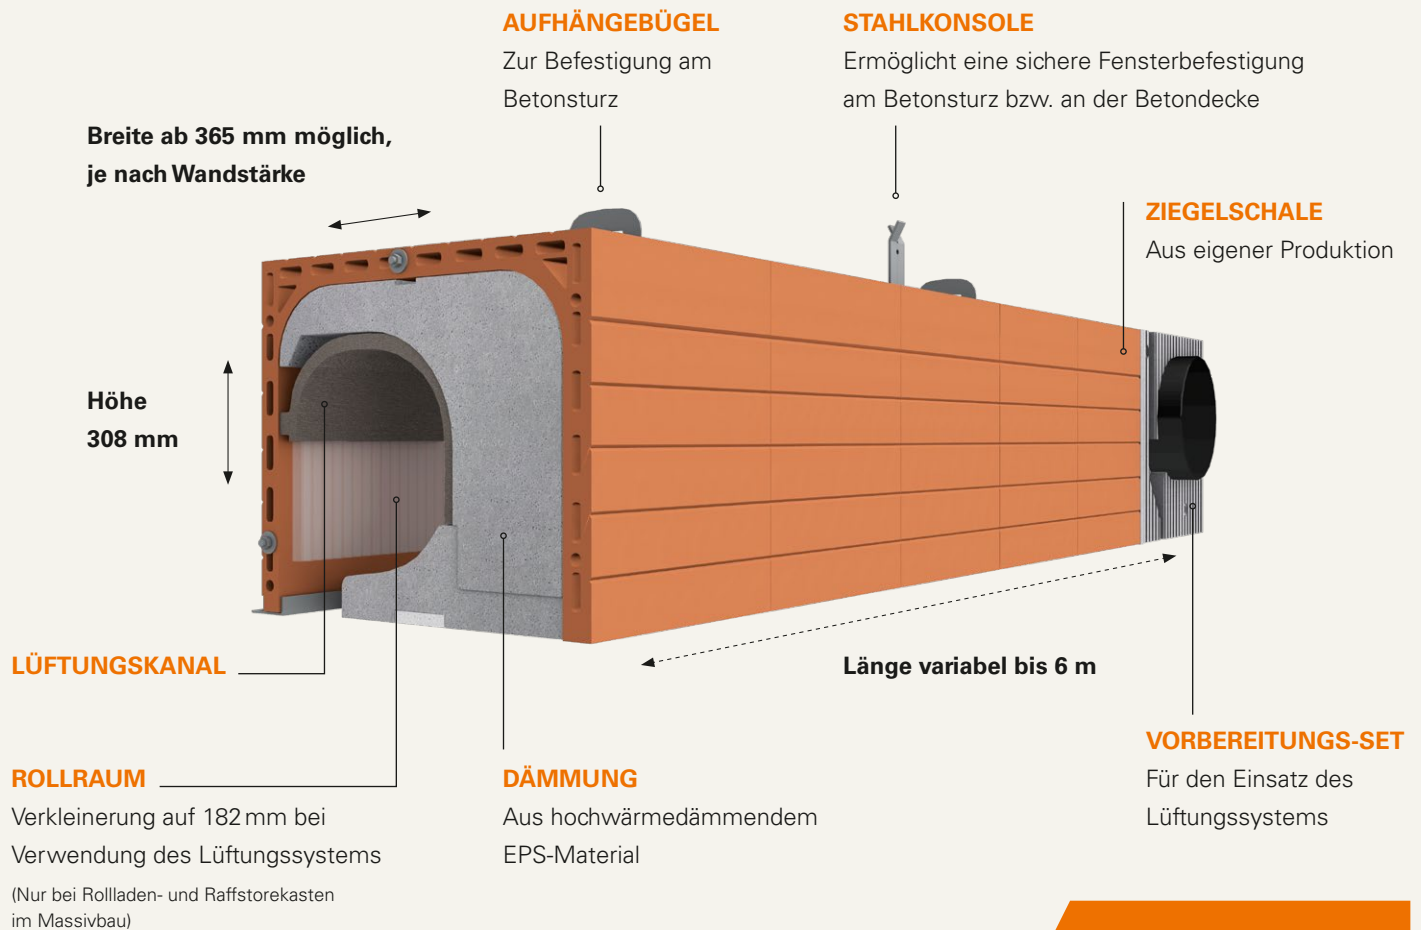 AUFHÄNGEBÜGEL
Zur Befestigung am
Betonsturz
STAHLKONSOLE
Ermöglicht eine sichere Fensterbefestigung
am Betonsturz bzw. an der Betondecke
Breite ab 365 mm möglich,
je nach Wandstärke
ZIEGELSCHALE
Aus eigener Produktion
Höhe
308 mm
LÜFTUNGSKANAL
Länge variabel bis 6 m
ROLLRAUM
Verkleinerung auf 182 mm bei
Verwendung des Lüftungssystems
(Nur bei Rollladen- und Raffstorekasten
im Massivbau)
DÄMMUNG
Aus hochwärmedämmendem
EPS-Material
VORBEREITUNGS-SET
Für den Einsatz des
Lüftungssystems